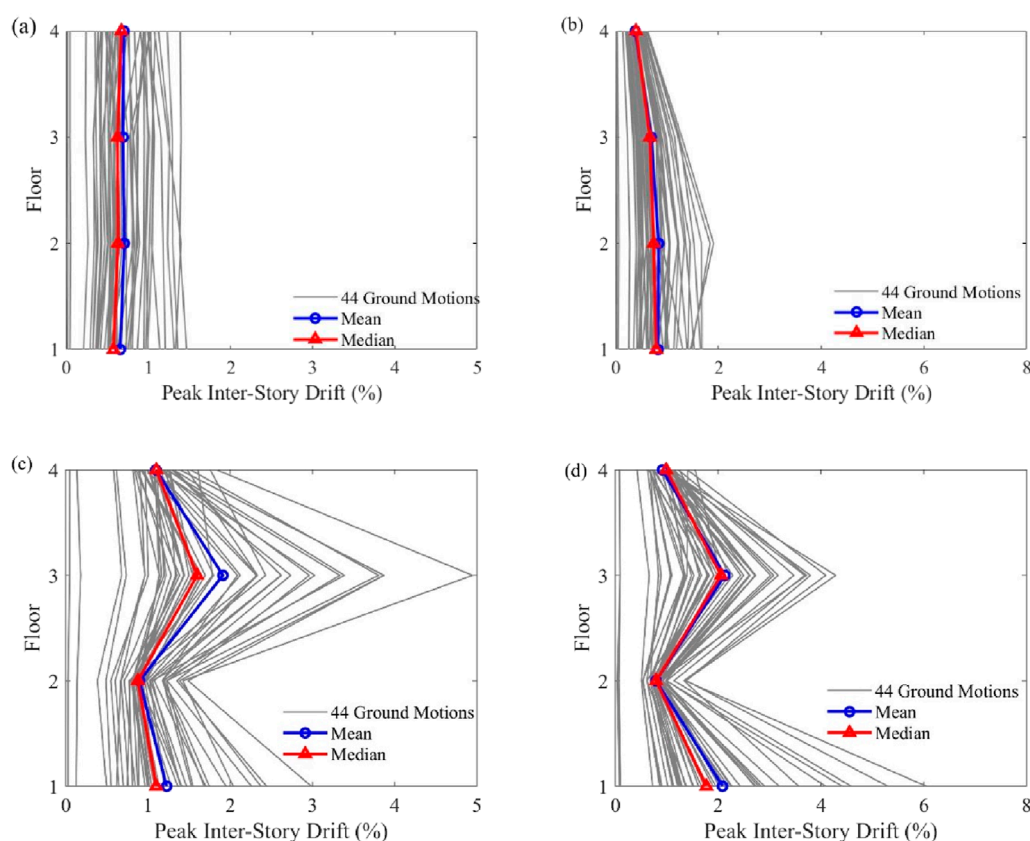 (a)
4
3
2
1
Floor
44 Ground Motions
Mean
Median
0 1 2 3 4 5
Peak Inter-Story Drift (%)
(b)
4
3
2
1
Floor
44 Ground Motions
Mean
Median
0 2 4 6 8
Peak Inter-Story Drift (%)
(c)
4
3
2
1
Floor
44 Ground Motions
Mean
Median
0 1 2 3 4 5
Peak Inter-Story Drift (%)
(d)
4
3
2
1
Floor
44 Ground Motions
Mean
Median
0 2 4 6 8
Peak Inter-Story Drift (%)